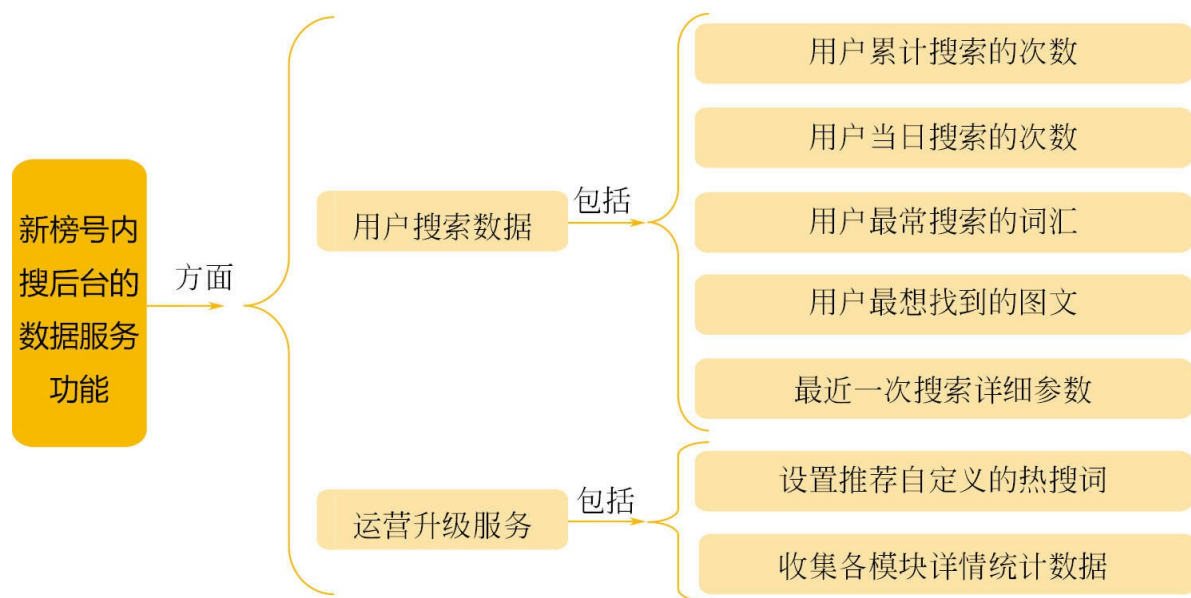 新榜号内
搜后台的
数据服务
功能
方面
用户搜索数据
包括
用户累计搜索的次数
用户当日搜索的次数
用户最常搜索的词汇
用户最想找到的图文
最近一次搜索详细参数
运营升级服务
包括
设置推荐自定义的热搜词
收集各模块详情统计数据